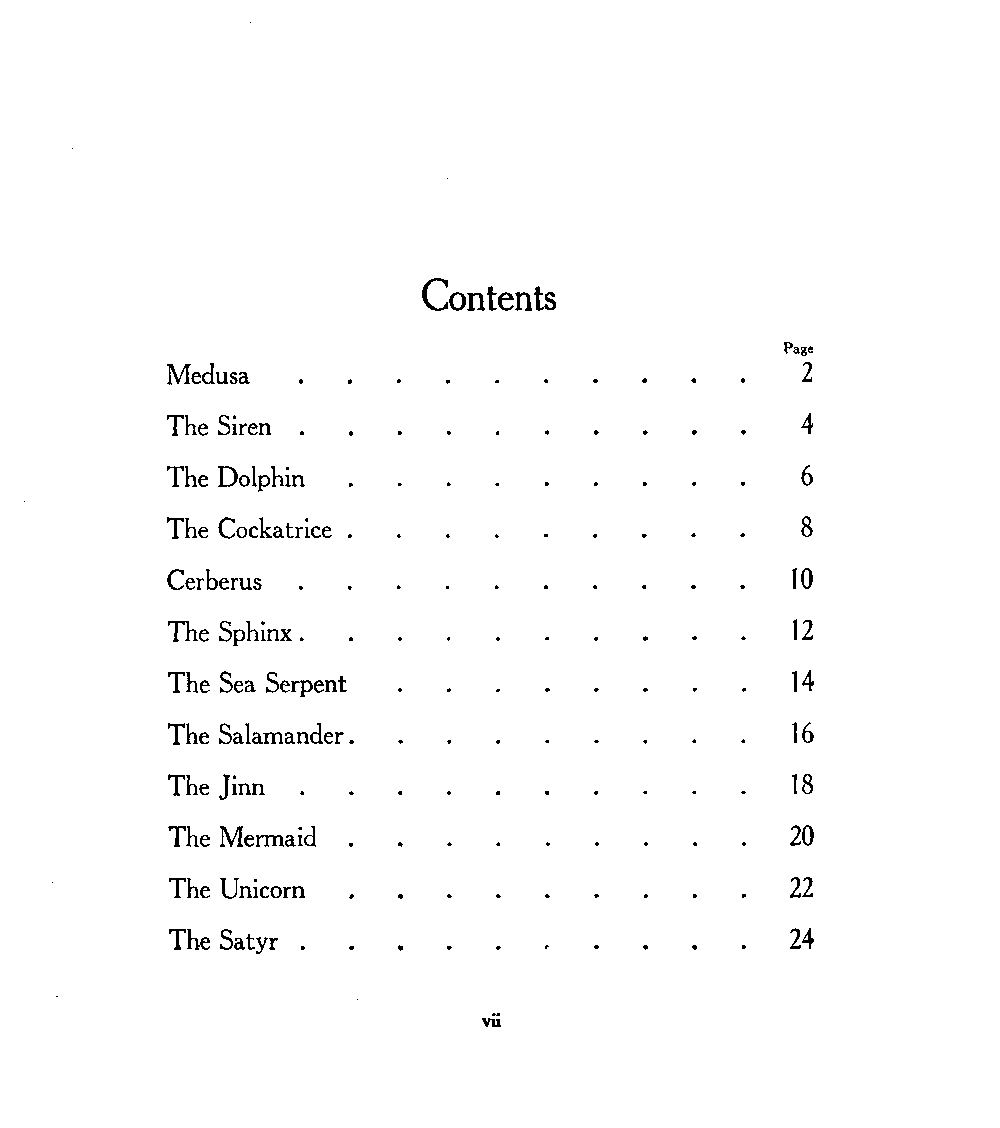 Contents
Page
Medusa . . . . . . . . . . 2
The Siren . . . . . . . . . . 4
The Dolphin . . . . . . . . . 6
The Cockatrice . . . . . . . . . 8
Cerberus . . . . . . . . . . 10
The Sphinx . . . . . . . . . . 12
The Sea Serpent . . . . . . . . 14
The Salamander . . . . . . . . . 16
The Jinn . . . . . . . . . . 18
The Mermaid . . . . . . . . . 20
The Unicorn . . . . . . . . . 22
The Satyr . . . . . . . . . . 24
vii